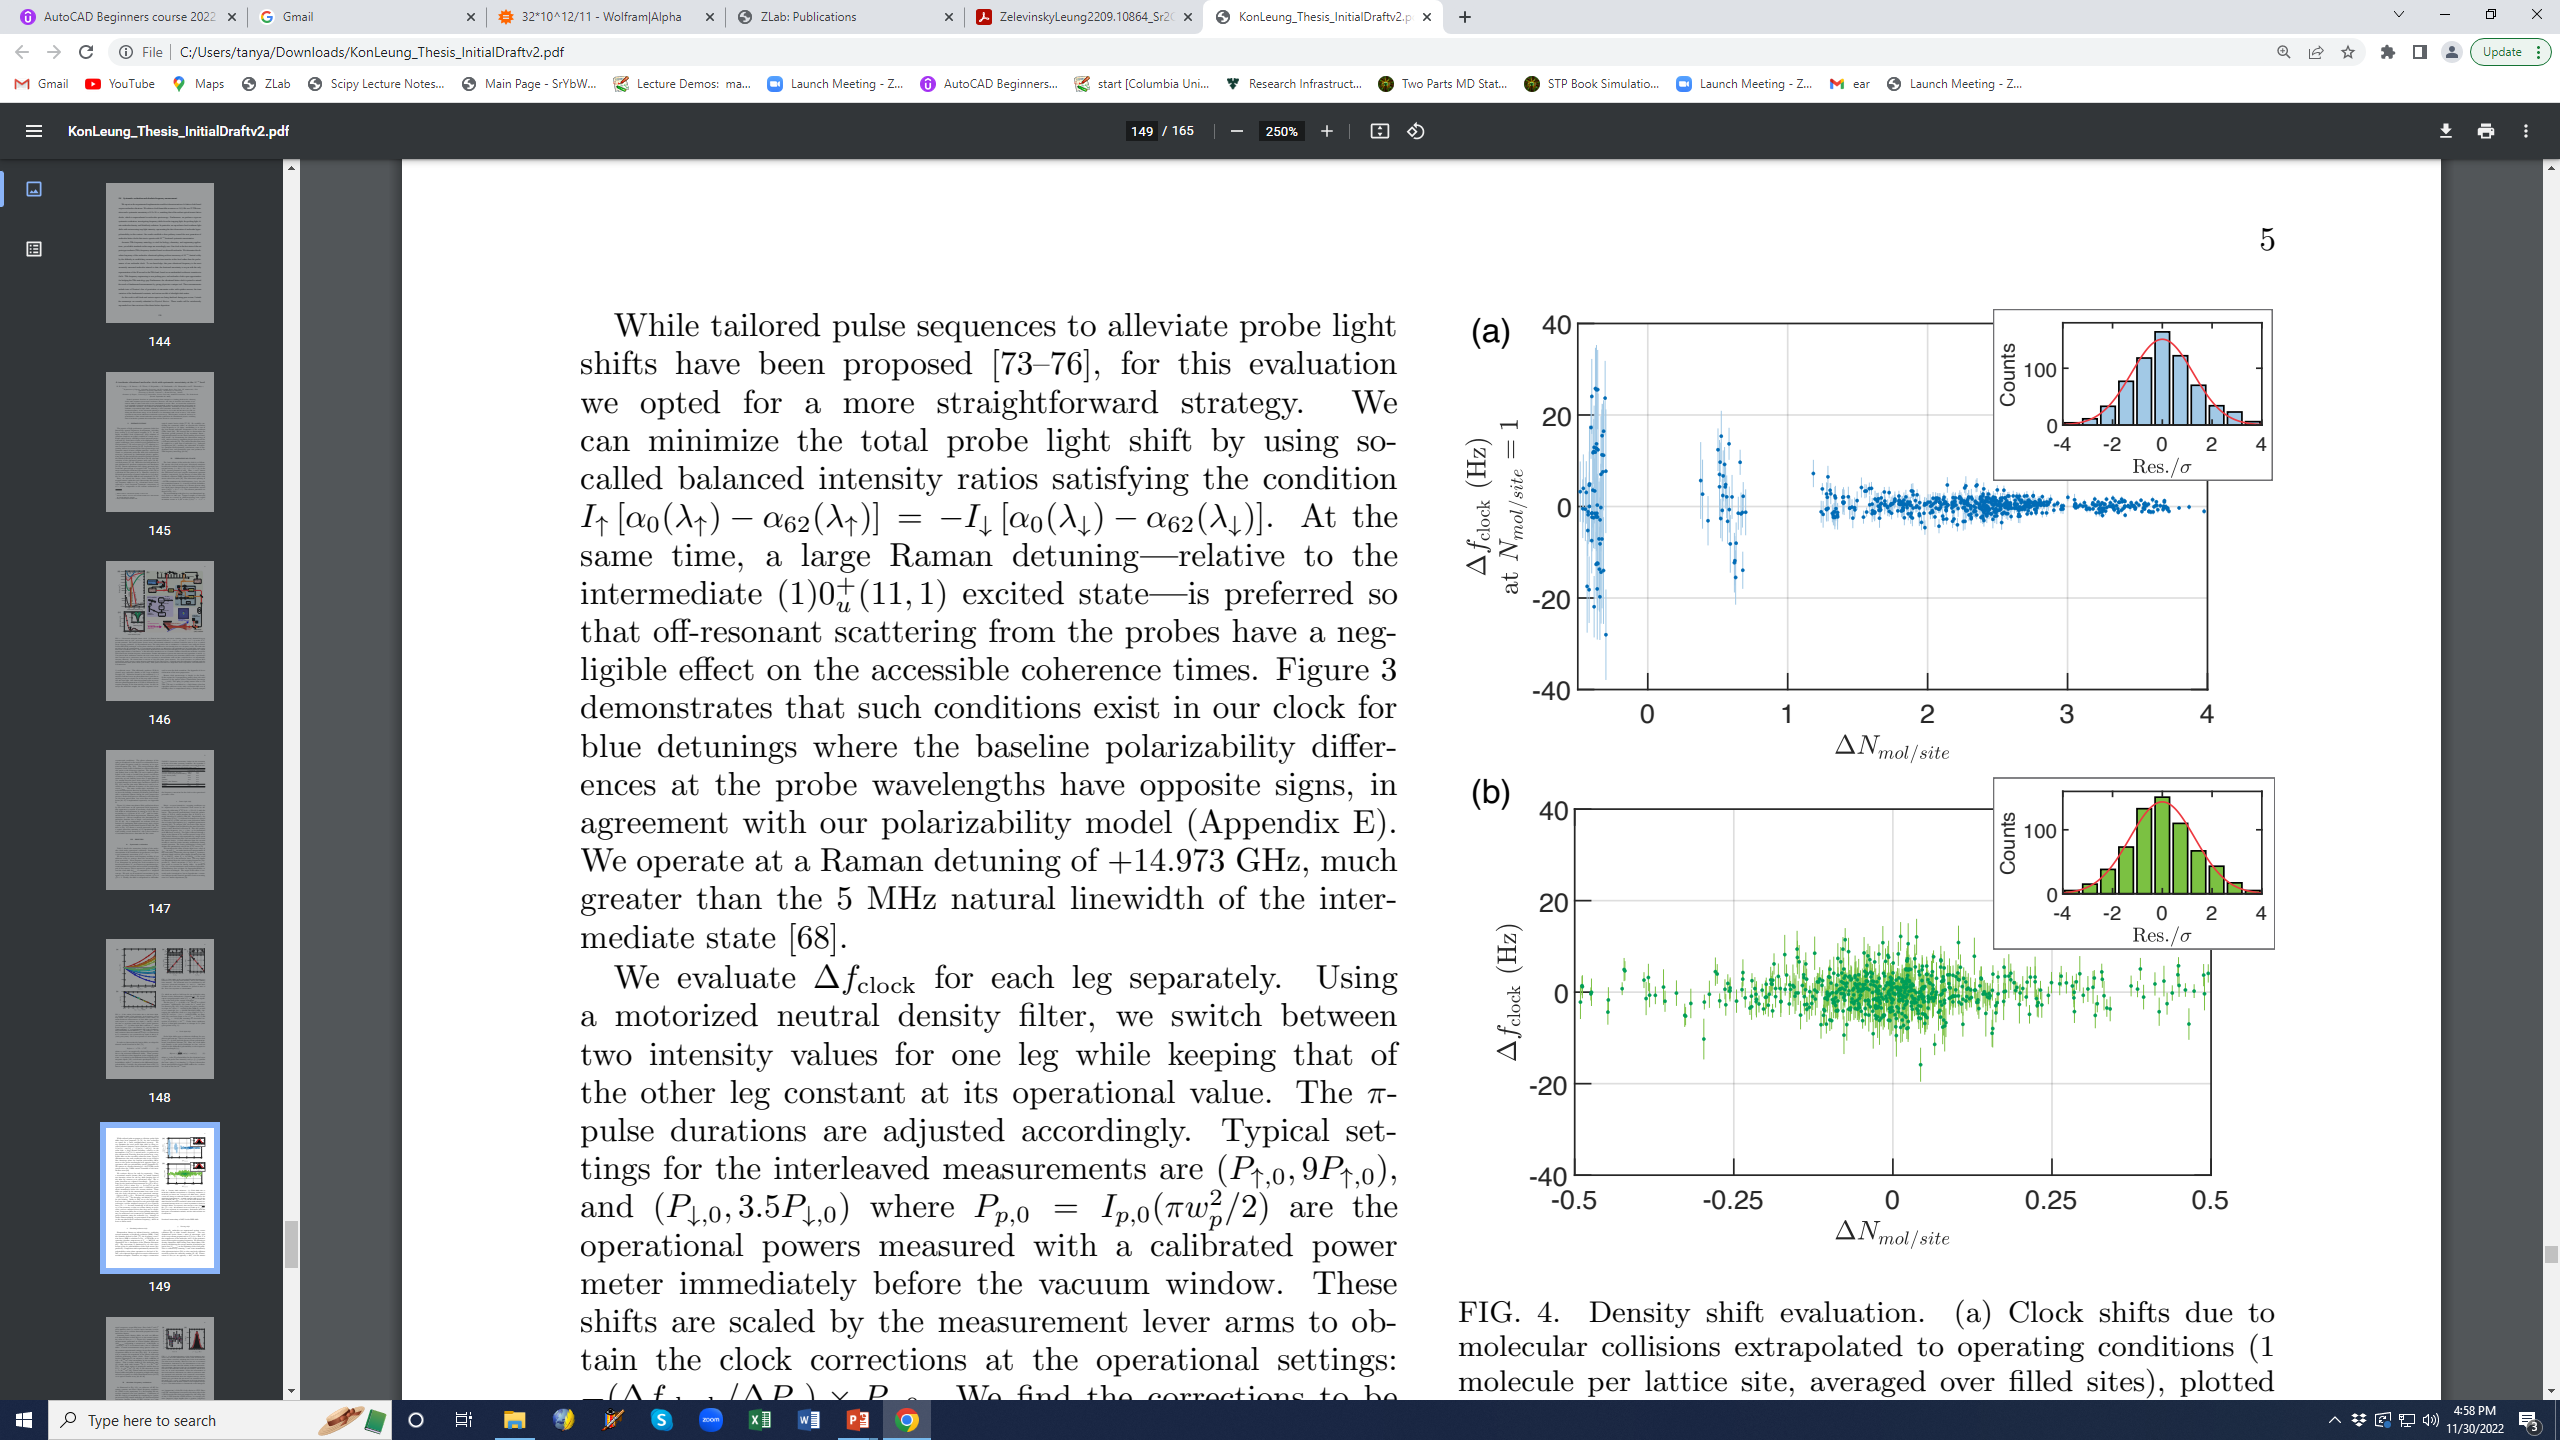 AutoCAD Beginners course 2022
Gmail
32*10^12/11 - Wolfram|Alpha
ZLab: Publications
ZelevinskyLeung2209.10864_Sr2
KonLeung_Thesis_InitialDraftv2.p
File
C:/Users/tanya/Downloads/KonLeung_Thesis_InitialDraftv2.pdf
Update
Gmail
YouTube
Maps
ZLab
Scipy Lecture Notes...
Main Page - SrYbW...
Lecture Demos: ma...
Launch Meeting - Z...
AutoCAD Beginners...
start [Columbia Uni...
Research Infrastruct...
Two Parts MD Stat...
STP Book Simulatio...
Launch Meeting - Z...
ear
Launch Meeting - Z...
KonLeung_Thesis_InitialDraftv2.pdf
149 / 165
250%
144
145
146
147
148
149
5
While tailored pulse sequences to alleviate probe light
shifts have been proposed [73–76], for this evaluation
we opted for a more straightforward strategy. We
can minimize the total probe light shift by using so-
called balanced intensity ratios satisfying the condition
I↑ [α0(λ↑) − α62(λ↑)] = −I↓ [α0(λ↓) − α62(λ↓)]. At the
same time, a large Raman detuning—relative to the
intermediate (1)0u+(11, 1) excited state—is preferred so
that off-resonant scattering from the probes have a neg-
ligible effect on the accessible coherence times. Figure 3
demonstrates that such conditions exist in our clock for
blue detunings where the baseline polarizability differ-
ences at the probe wavelengths have opposite signs, in
agreement with our polarizability model (Appendix E).
We operate at a Raman detuning of +14.973 GHz, much
greater than the 5 MHz natural linewidth of the inter-
mediate state [68].
We evaluate Δfclock for each leg separately. Using
a motorized neutral density filter, we switch between
two intensity values for one leg while keeping that of
the other leg constant at its operational value. The π-
pulse durations are adjusted accordingly. Typical set-
tings for the interleaved measurements are (P↑,0, 9P↑,0),
and (P↓,0, 3.5P↓,0) where Pp,0 = Ip,0(πwp2/2) are the
operational powers measured with a calibrated power
meter immediately before the vacuum window. These
shifts are scaled by the measurement lever arms to ob-
tain the clock corrections at the operational settings:
We find the corrections to be
(a)
40
20
0
-20
-40
Δfclock (Hz)
at Nmol/site = 1
0 1 2 3 4
ΔNmol/site
Counts
100
0
-4 -2 0 2 4
Res./σ
(b)
40
20
0
-20
-40
Δfclock (Hz)
-0.5 -0.25 0 0.25 0.5
ΔNmol/site
Counts
100
0
-4 -2 0 2 4
Res./σ
FIG. 4. Density shift evaluation. (a) Clock shifts due to
molecular collisions extrapolated to operating conditions (1
molecule per lattice site, averaged over filled sites), plotted
Type here to search
4:58 PM
11/30/2022
3